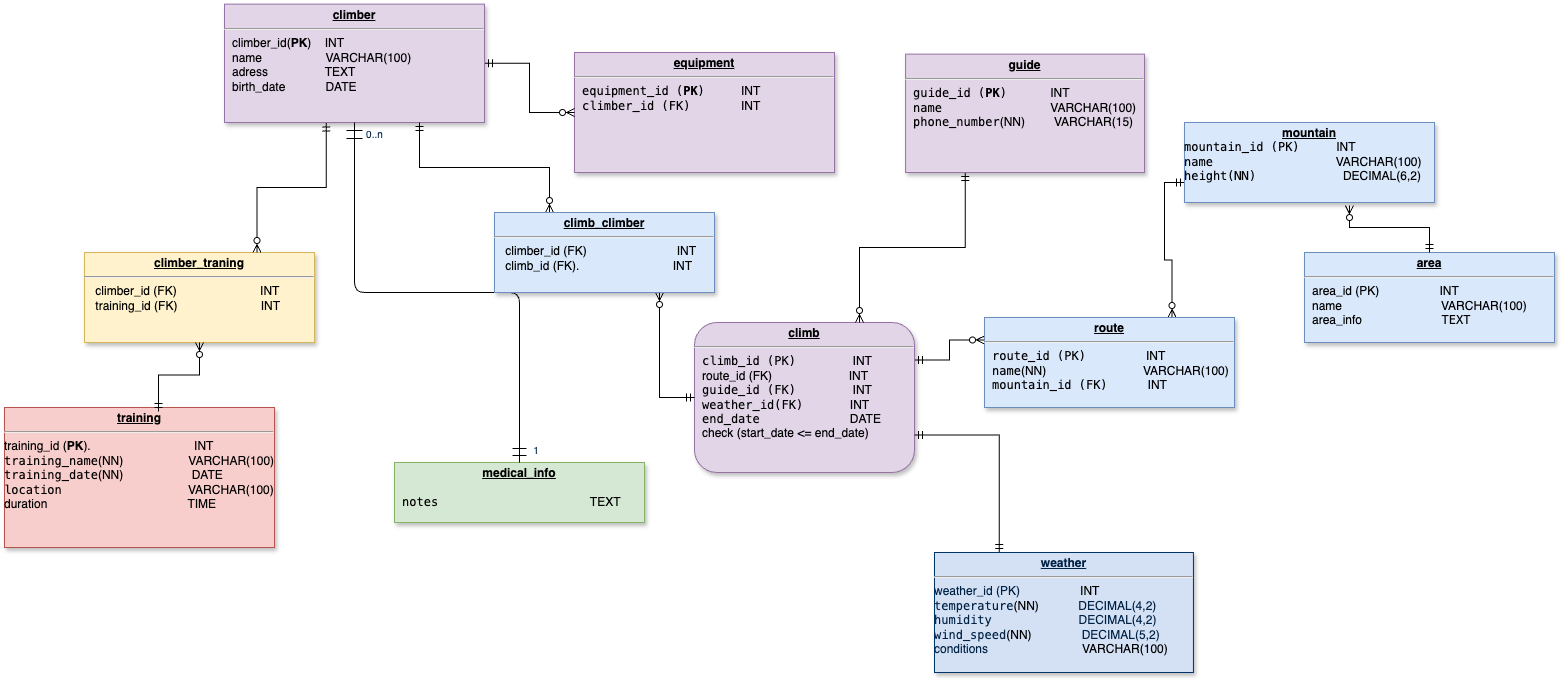 climber
climber_id(PK) INT
name VARCHAR(100)
adress TEXT
birth_date DATE
equipment
equipment_id (PK) INT
climber_id (FK) INT
guide
guide_id (PK) INT
name VARCHAR(100)
phone_number(NN) VARCHAR(15)
mountain
mountain_id (PK) INT
name VARCHAR(100)
height(NN) DECIMAL(6,2)
0..n
climb_climber
climber_id (FK) INT
climb_id (FK). INT
climber_traning
climber_id (FK) INT
training_id (FK) INT
area
area_id (PK) INT
name VARCHAR(100)
area_info TEXT
climb
climb_id (PK) INT
route_id (FK) INT
guide_id (FK) INT
weather_id(FK) INT
end_date DATE
check (start_date <= end_date)
route
route_id (PK) INT
name(NN) VARCHAR(100)
mountain_id (FK) INT
training
training_id (PK). INT
training_name(NN) VARCHAR(100)
training_date(NN) DATE
location VARCHAR(100)
duration TIME
1
medical_info
notes TEXT
weather
weather_id (PK) INT
temperature(NN) DECIMAL(4,2)
humidity DECIMAL(4,2)
wind_speed(NN) DECIMAL(5,2)
conditions VARCHAR(100)